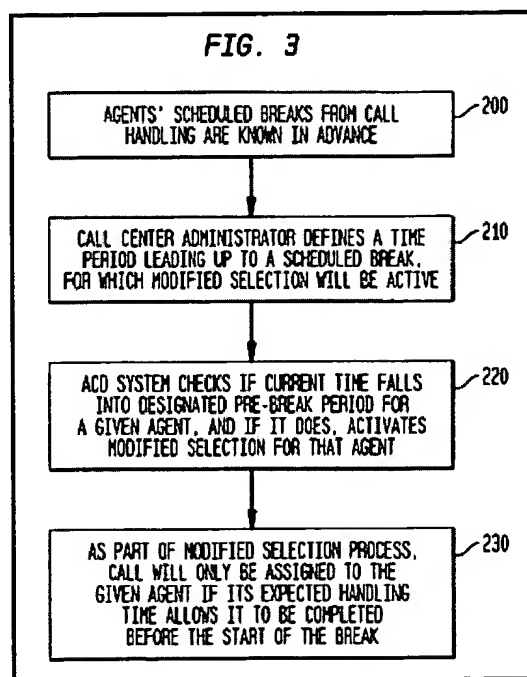 FIG. 3
AGENTS' SCHEDULED BREAKS FROM CALL
HANDLING ARE KNOWN IN ADVANCE
200
CALL CENTER ADMINISTRATOR DEFINES A TIME
PERIOD LEADING UP TO A SCHEDULED BREAK,
FOR WHICH MODIFIED SELECTION WILL BE ACTIVE
210
ACD SYSTEM CHECKS IF CURRENT TIME FALLS
INTO DESIGNATED PRE-BREAK PERIOD FOR
A GIVEN AGENT, AND IF IT DOES, ACTIVATES
MODIFIED SELECTION FOR THAT AGENT
220
AS PART OF MODIFIED SELECTION PROCESS,
CALL WILL ONLY BE ASSIGNED TO THE
GIVEN AGENT IF ITS EXPECTED HANDLING
TIME ALLOWS IT TO BE COMPLETED
BEFORE THE START OF THE BREAK
230